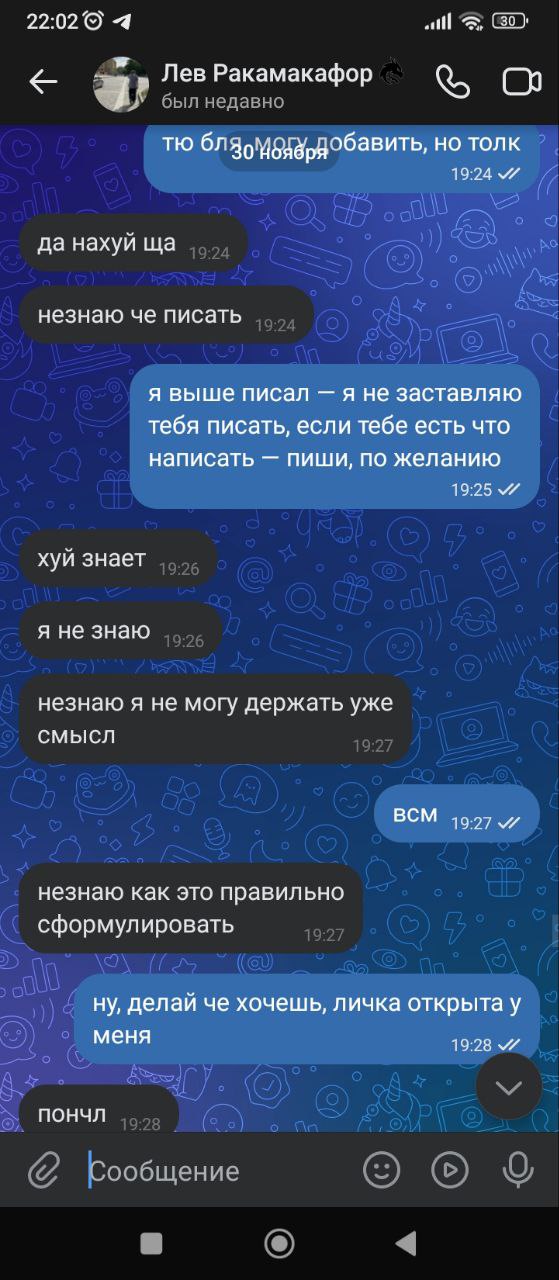 22:02
30
Лев Ракамакафор
был недавно
тю бля, могу добавить, но толк
30 ноября
19:24
да нахуй ща 19:24
незнаю че писать 19:24
я выше писал — я не заставляю
тебя писать, если тебе есть что
написать — пиши, по желанию
19:25
хуй знает 19:26
я не знаю 19:26
незнаю я не могу держать уже
смысл
19:27
всм 19:27
незнаю как это правильно
сформулировать
19:27
ну, делай че хочешь, личка открыта у
меня
19:28
пончл 19:28
Сообщение